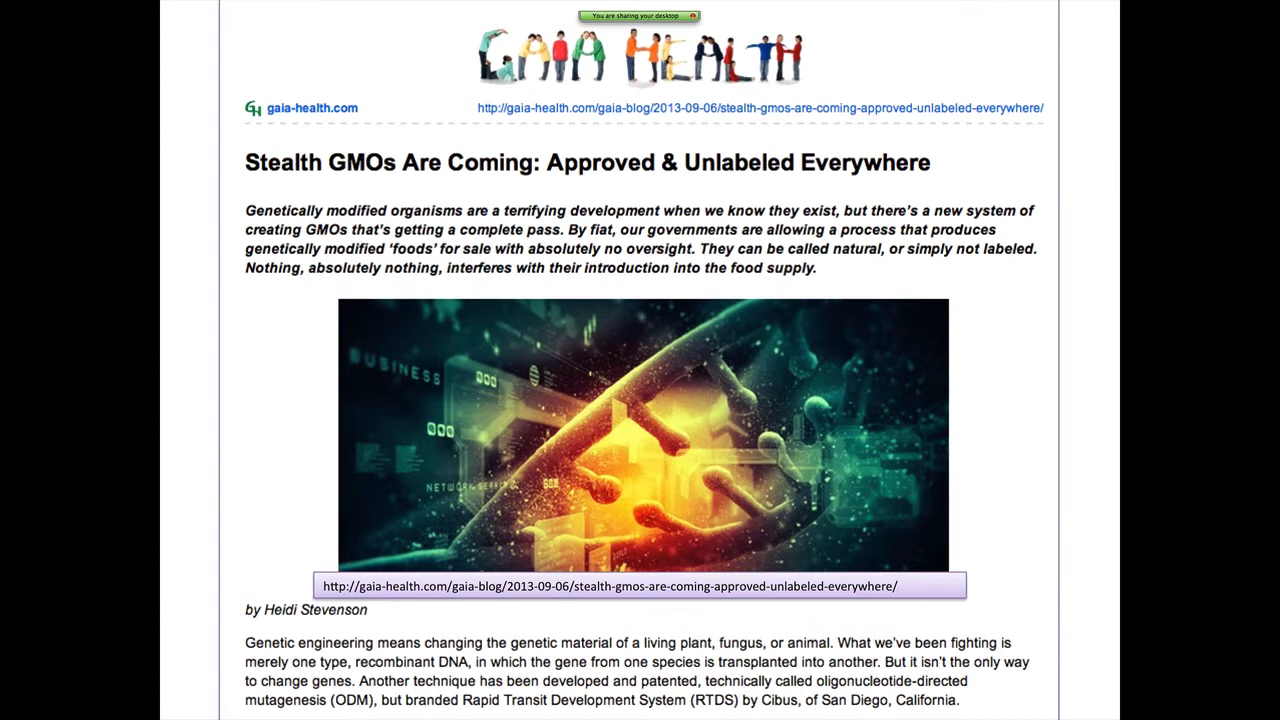 You are sharing your desktop
GAIA HEALTH
GH gaia-health.com http://gaia-health.com/gaia-blog/2013-09-06/stealth-gmos-are-coming-approved-unlabeled-everywhere/
Stealth GMOs Are Coming: Approved & Unlabeled Everywhere
Genetically modified organisms are a terrifying development when we know they exist, but there's a new system of
creating GMOs that's getting a complete pass. By fiat, our governments are allowing a process that produces
genetically modified ‘foods’ for sale with absolutely no oversight. They can be called natural, or simply not labeled.
Nothing, absolutely nothing, interferes with their introduction into the food supply.
BUSINESS
000
000
NETWORK SEARCH
http://gaia-health.com/gaia-blog/2013-09-06/stealth-gmos-are-coming-approved-unlabeled-everywhere/
by Heidi Stevenson
Genetic engineering means changing the genetic material of a living plant, fungus, or animal. What we've been fighting is
merely one type, recombinant DNA, in which the gene from one species is transplanted into another. But it isn't the only way
to change genes. Another technique has been developed and patented, technically called oligonucleotide-directed
mutagenesis (ODM), but branded Rapid Transit Development System (RTDS) by Cibus, of San Diego, California.